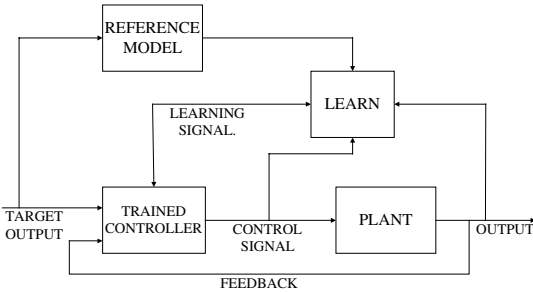 REFERENCE
MODEL
LEARN
LEARNING
SIGNAL.
TARGET
OUTPUT
TRAINED
CONTROLLER
CONTROL
SIGNAL
PLANT
OUTPUT
FEEDBACK